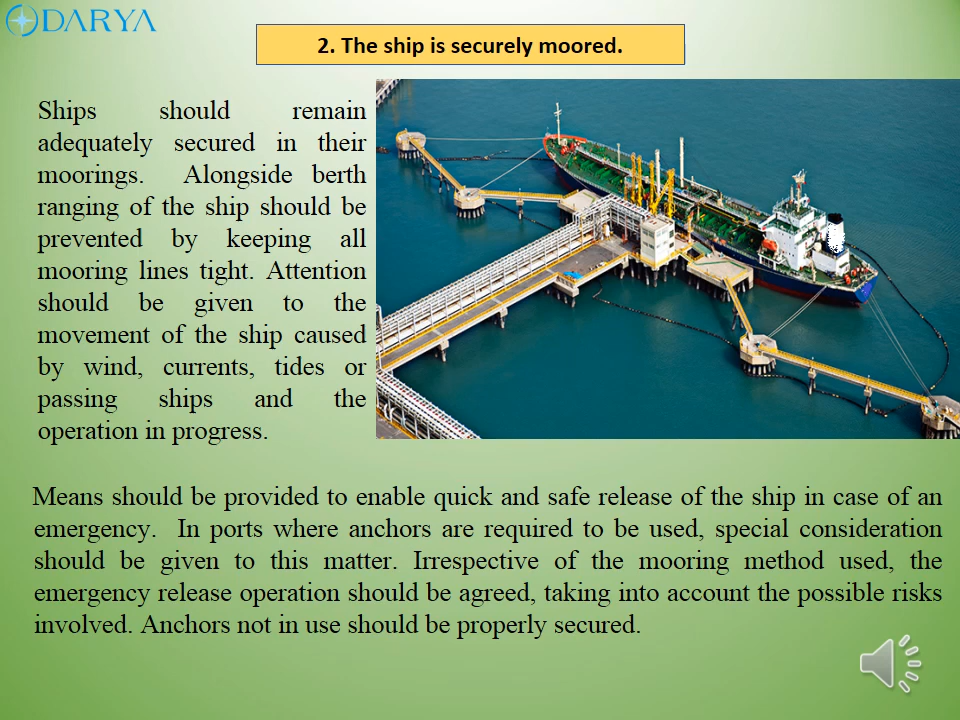 DARYA
2. The ship is securely moored.
Ships should remain
adequately secured in their
moorings. Alongside berth
ranging of the ship should be
prevented by keeping all
mooring lines tight. Attention
should be given to the
movement of the ship caused
by wind, currents, tides or
passing ships and the
operation in progress.
Means should be provided to enable quick and safe release of the ship in case of an
emergency. In ports where anchors are required to be used, special consideration
should be given to this matter. Irrespective of the mooring method used, the
emergency release operation should be agreed, taking into account the possible risks
involved. Anchors not in use should be properly secured.